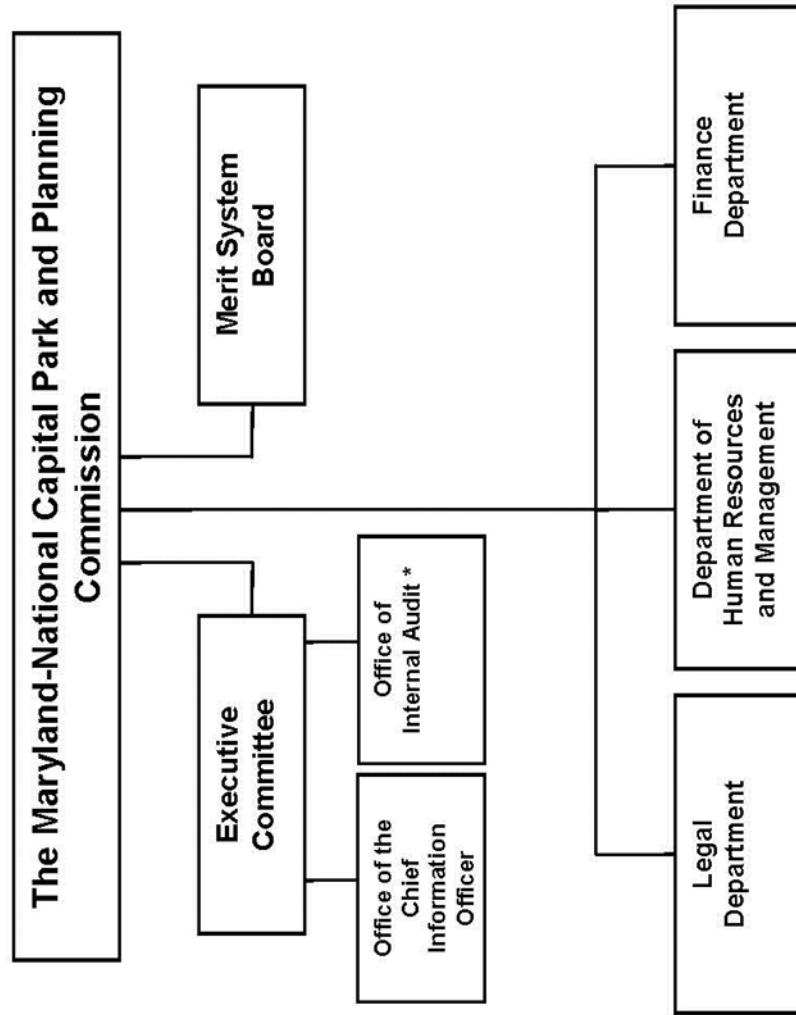 The Maryland-National Capital Park and Planning
Commission
Executive
Committee
Merit System
Board
Office of the
Chief
Information
Officer
Office of
Internal Audit *
Legal
Department
Department of
Human Resources
and Management
Finance
Department